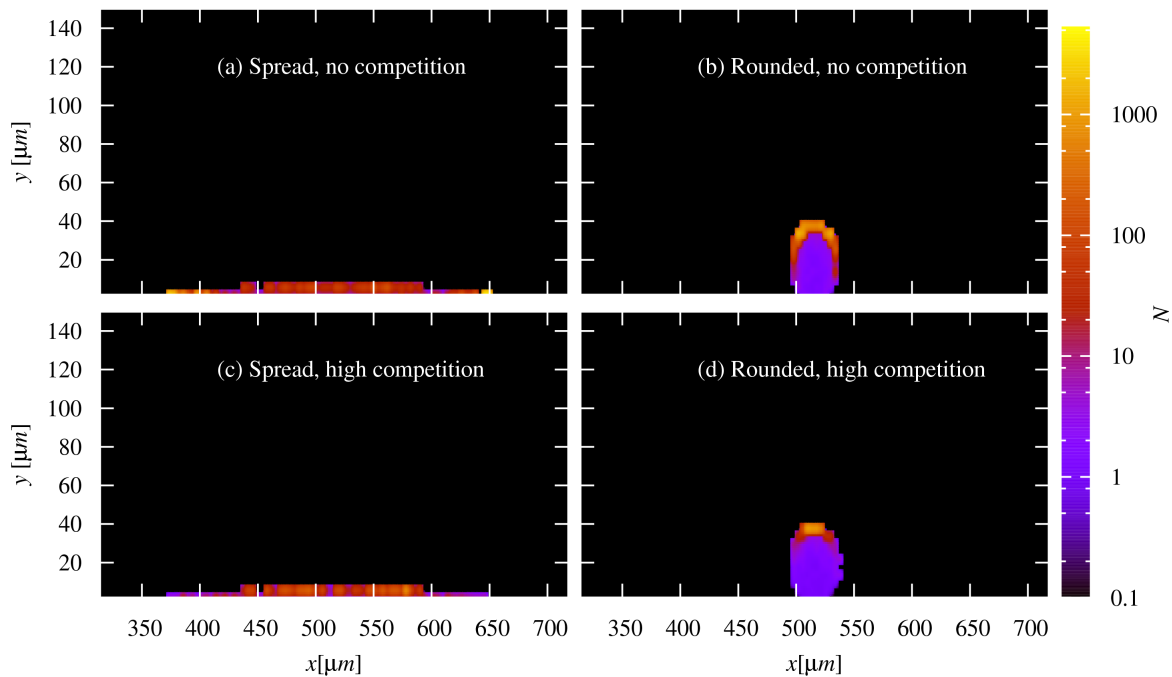 140
120
100
80
60
40
20
y [µm]
(a) Spread, no competition
(b) Rounded, no competition
140
120
100
80
60
40
20
y [µm]
(c) Spread, high competition
(d) Rounded, high competition
350 400 450 500 550 600 650 700
x[µm]
350 400 450 500 550 600 650 700
x[µm]
1000
100
10
1
0.1
N